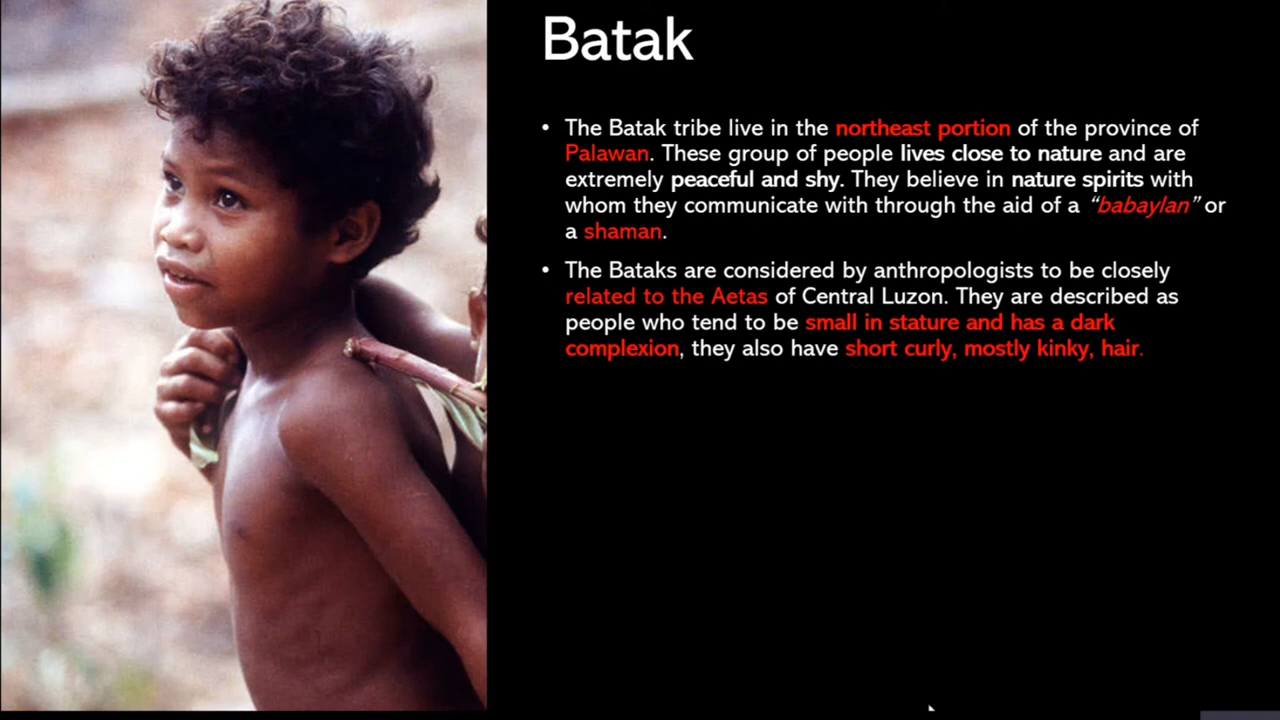 Batak
• The Batak tribe live in the northeast portion of the province of
Palawan. These group of people lives close to nature and are
extremely peaceful and shy. They believe in nature spirits with
whom they communicate with through the aid of a “babaylan” or
a shaman.
• The Bataks are considered by anthropologists to be closely
related to the Aetas of Central Luzon. They are described as
people who tend to be small in stature and has a dark
complexion, they also have short curly, mostly kinky, hair.